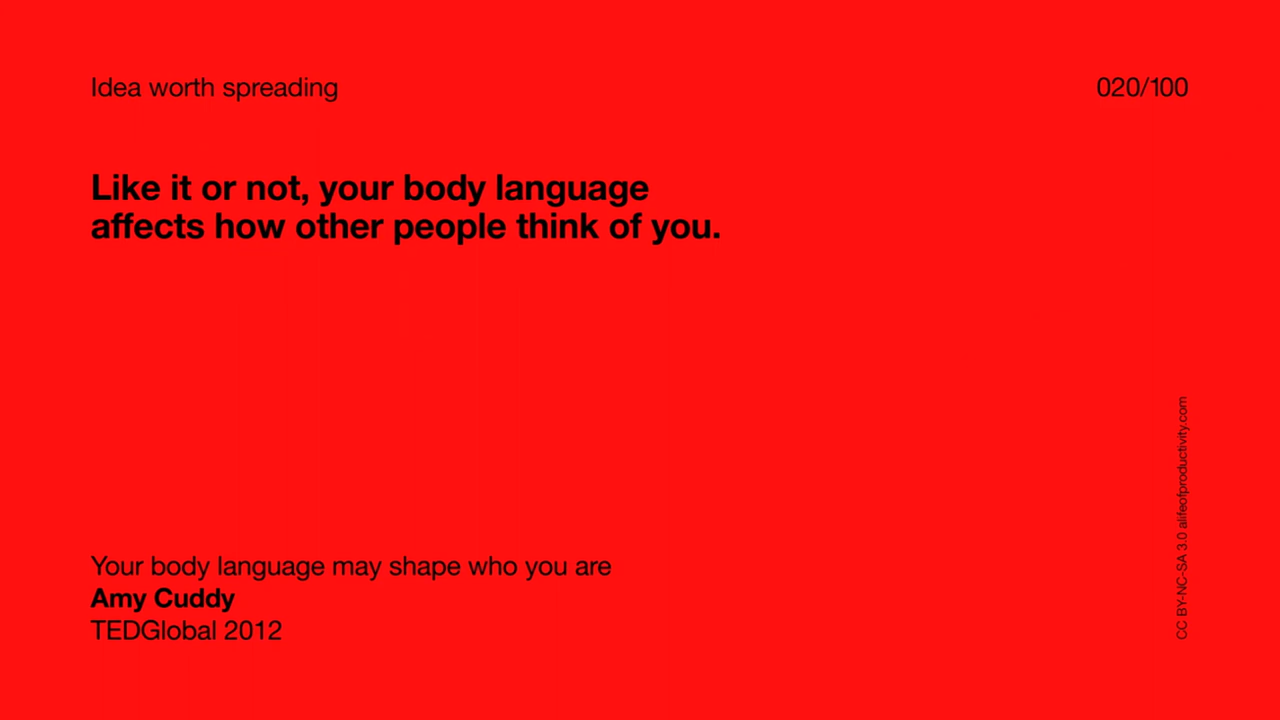 Idea worth spreading
020/100
Like it or not, your body language
affects how other people think of you.
Your body language may shape who you are
Amy Cuddy
TEDGlobal 2012
CC BY-NC-SA 3.0 alifeofproductivity.com